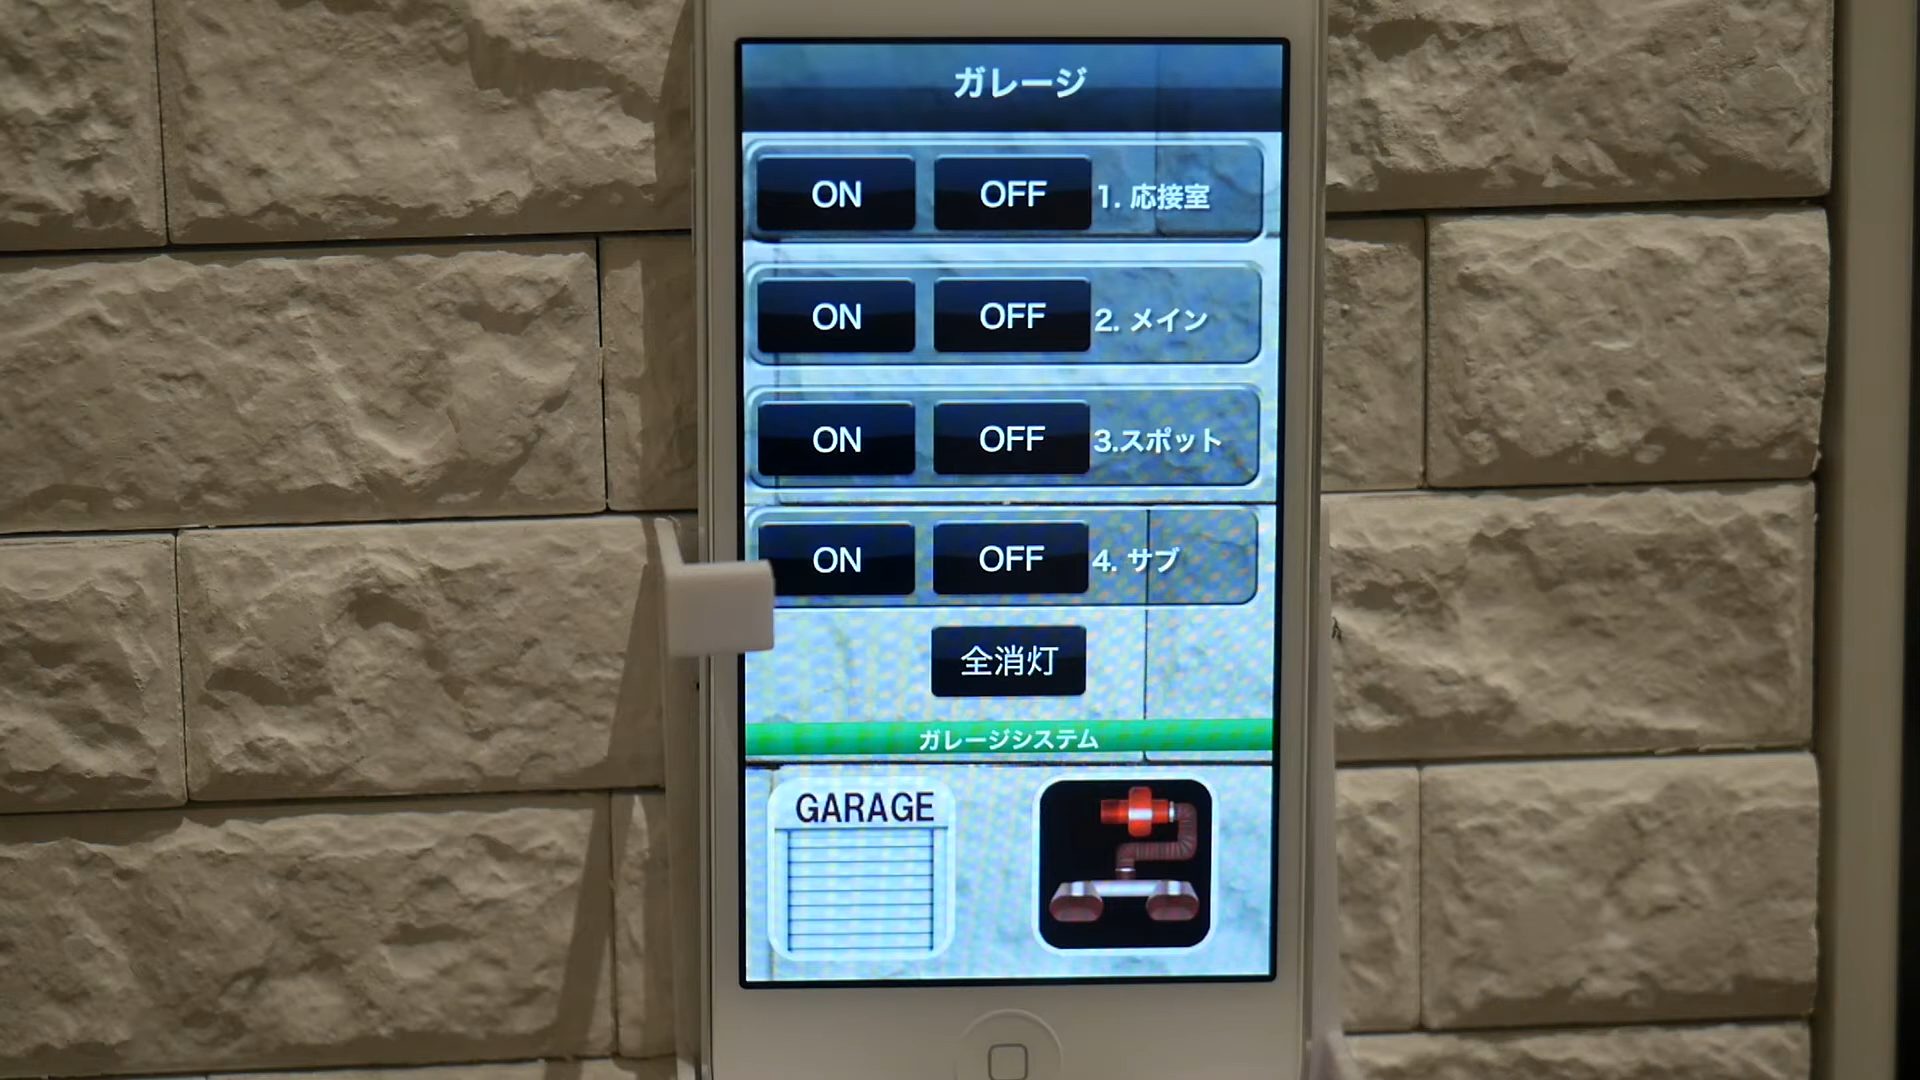 ガレージ
ON OFF 1. 応接室
ON OFF 2. メイン
ON OFF 3.スポット
ON OFF 4. サブ
全消灯
ガレージシステム
GARAGE